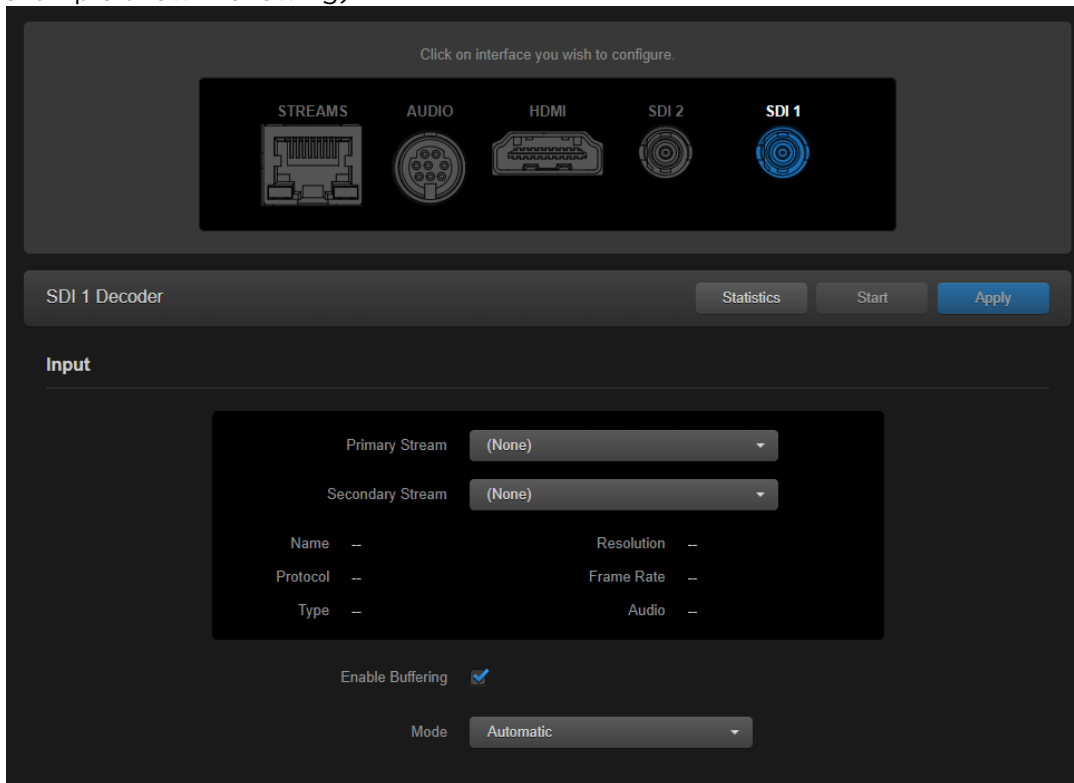 Click on interface you wish to configure.
STREAMS AUDIO HDMI SDI 2 SDI 1
SDI 1 Decoder Statistics Start Apply
Input
Primary Stream (None)
Secondary Stream (None)
Name -- Resolution --
Protocol -- Frame Rate --
Type -- Audio --
Enable Buffering
Mode Automatic